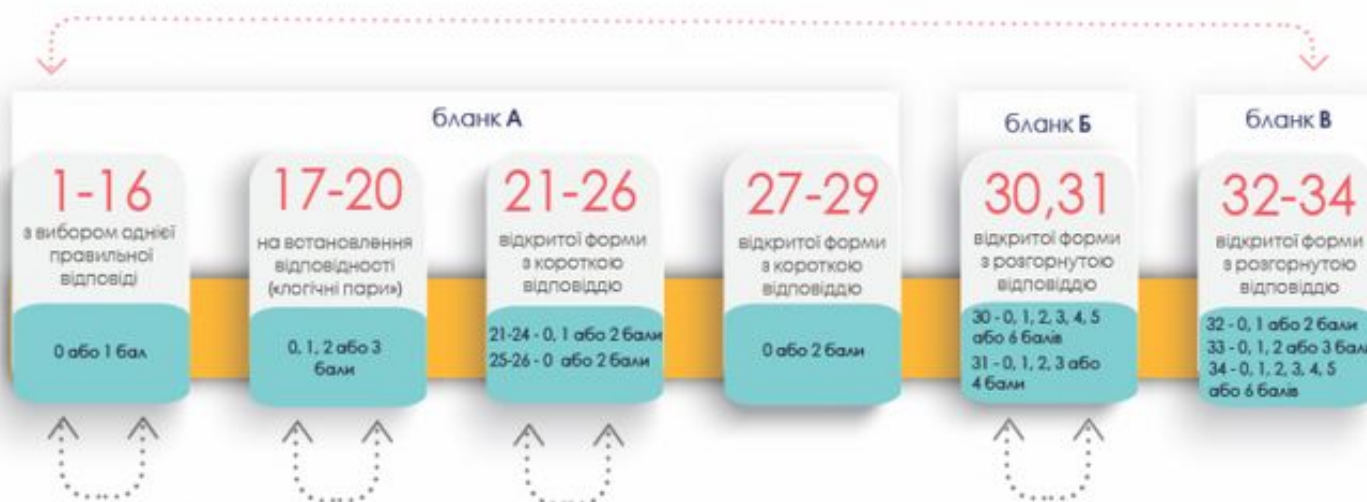 бланк А
1-16
з вибором однієї
правильної
відповіді
0 або 1 бал
17-20
на встановлення
відповідності
(«логічні пари»)
0, 1, 2 або 3
бали
21-26
відкритої форми
з короткою
відповіддю
21-24 - 0, 1 або 2 бали
25-26 - 0 або 2 бали
27-29
відкритої форми
з короткою
відповіддю
0 або 2 бали
бланк Б
30,31
відкритої форми
з розгорнутою
відповіддю
30 - 0, 1, 2, 3, 4, 5
або 6 балів
31 - 0, 1, 2, 3 або
4 бали
бланк В
32-34
відкритої форми
з розгорнутою
відповіддю
32 - 0, 1 або 2 бали
33 - 0, 1, 2 або 3 бали
34 - 0, 1, 2, 3, 4, 5
або 6 балів